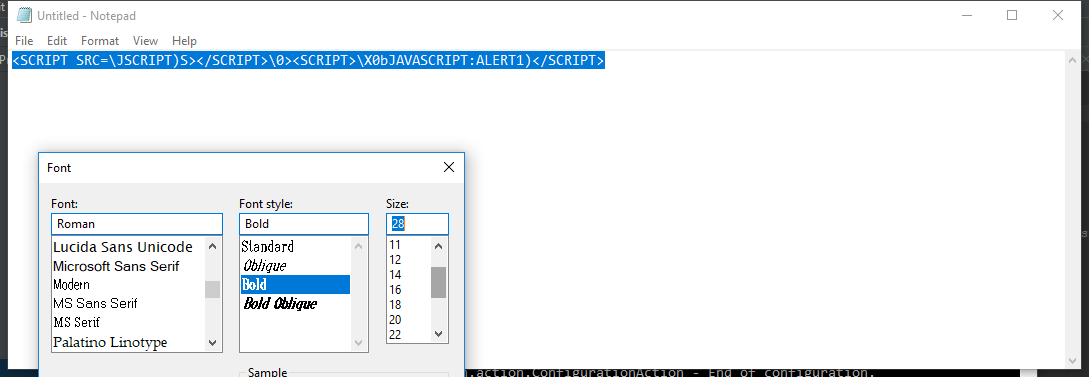 Untitled - Notepad
File Edit Format View Help
<SCRIPT SRC=\JSCRIPT)S></SCRIPT>\0><SCRIPT>\X0bJAVASCRIPT:ALERT1)</SCRIPT>
Font
Font: Font style: Size:
Roman Bold 28
Lucida Sans Unicode Standard 11
Microsoft Sans Serif Oblique 12
Modern Bold 14
MS Sans Serif Bold Oblique 16
MS Serif 18
Palatino Linotype 20
22
Sample
.action.ConfigurationAction - End of configuration.